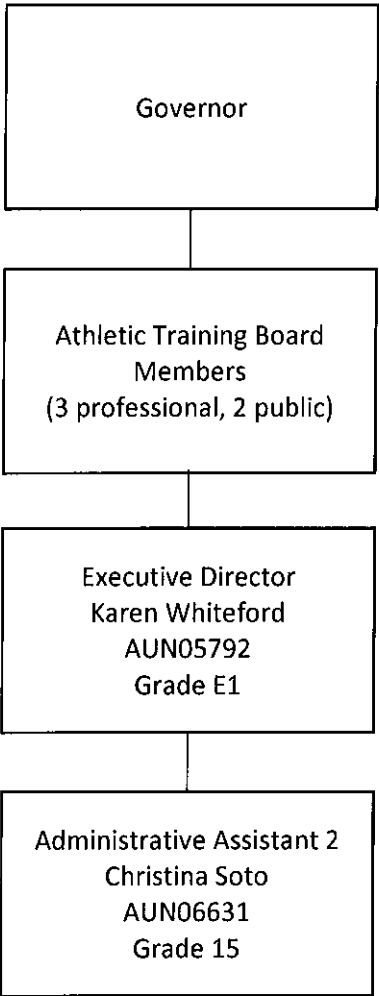 Governor
Athletic Training Board
Members
(3 professional, 2 public)
Executive Director
Karen Whiteford
AUN05792
Grade E1
Administrative Assistant 2
Christina Soto
AUN06631
Grade 15